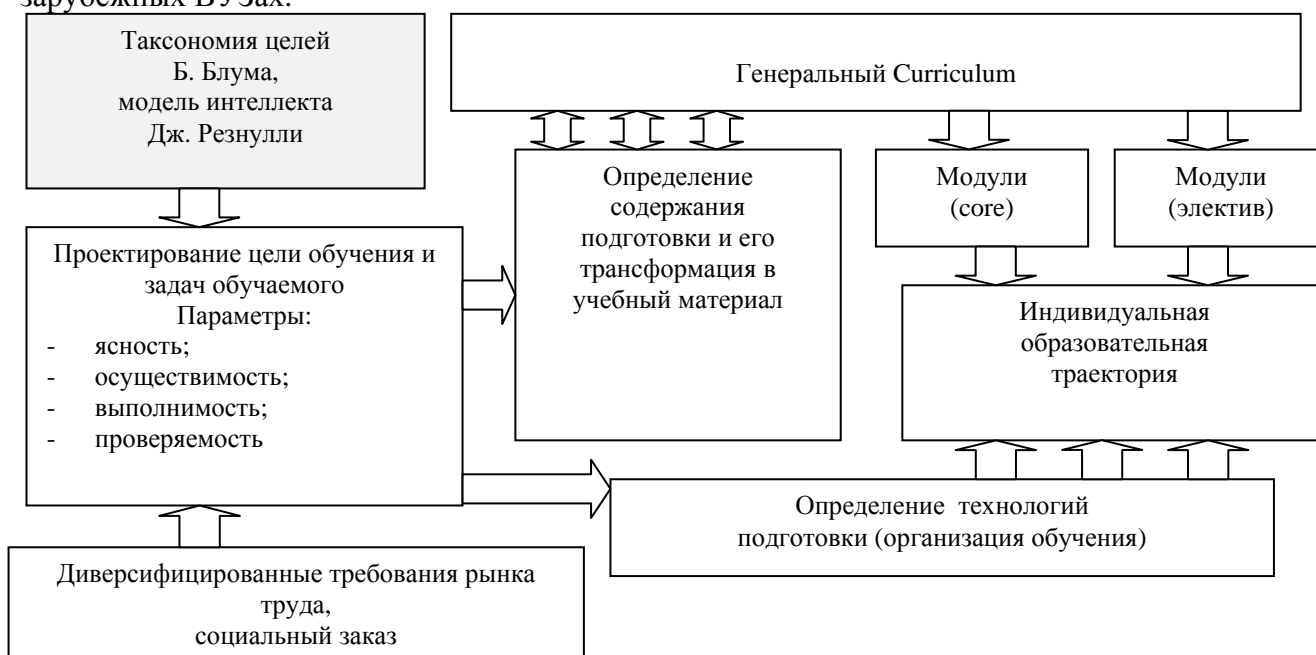 зарубежных ВУЗах.
Таксономия целей
Б. Блума,
модель интеллекта
Дж. Резнулли
Генеральный Curriculum
Определение
содержания
подготовки и его
трансформация в
учебный материал
Модули
(core)
Модули
(электив)
Проектирование цели обучения и
задач обучаемого
Параметры:
- ясность;
- осуществимость;
- выполнимость;
- проверяемость
Индивидуальная
образовательная
траектория
Определение технологий
подготовки (организация обучения)
Диверсифицированные требования рынка
труда,
социальный заказ